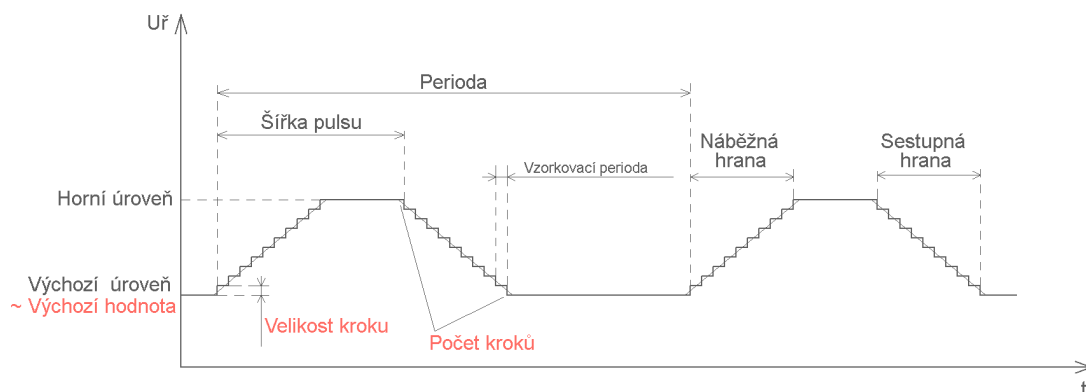 Uř
Perioda
Šířka pulsu
Náběžná
hrana
Sestupná
hrana
Vzorkovací perioda
Horní úroveň
Výchozí úroveň
~ Výchozí hodnota
Velikost kroku
Počet kroků
t